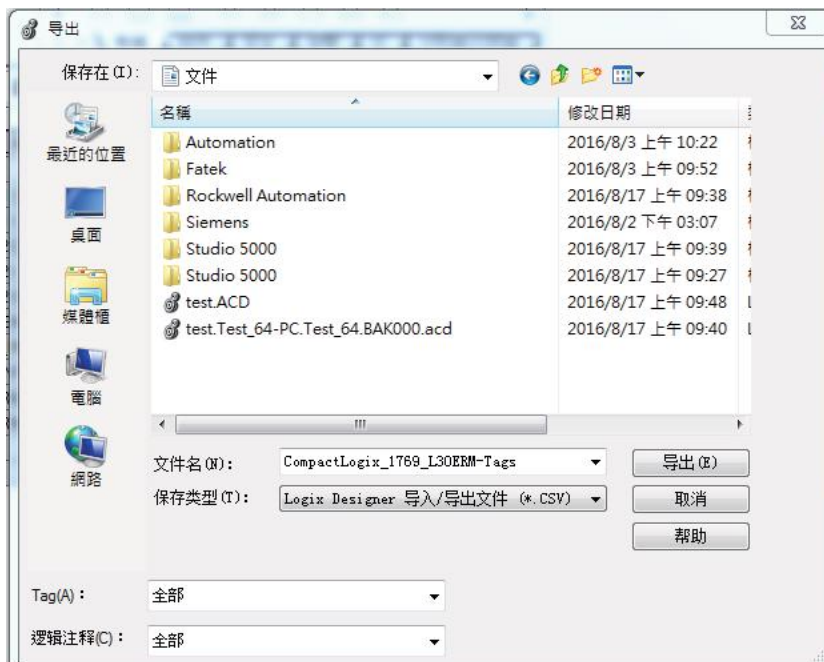 导出
保存在(I):
文件
名稱
修改日期
Automation
2016/8/3 上午 10:22
Fatek
2016/8/3 上午 09:52
Rockwell Automation
2016/8/17 上午 09:38
Siemens
2016/8/2 下午 03:07
Studio 5000
2016/8/17 上午 09:39
Studio 5000
2016/8/17 上午 09:27
test.ACD
2016/8/17 上午 09:48
test.Test_64-PC.Test_64.BAK000.acd
2016/8/17 上午 09:40
最近的位置
桌面
媒體櫃
電腦
網路
文件名(N):
CompactLogix_1769_L30ERM-Tags
导出(E)
保存类型(T):
Logix Designer 导入/导出文件 (*.CSV)
取消
帮助
Tag(A):
全部
逻辑注释(C):
全部